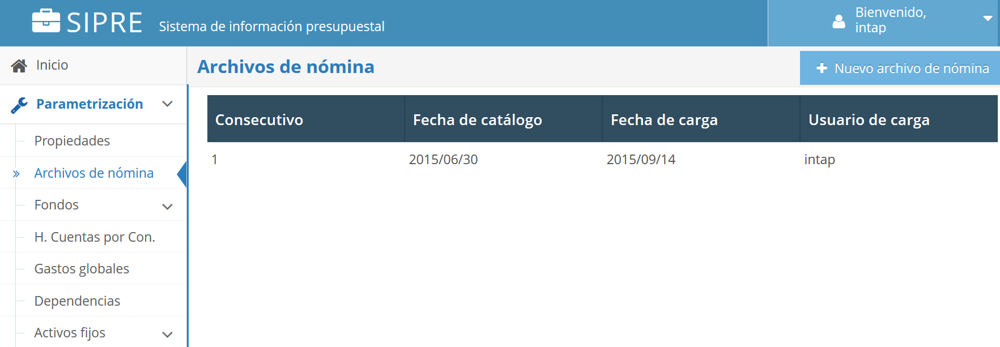 SIPRE Sistema de información presupuestal
Bienvenido,
intap
Inicio
Parametrización
Propiedades
Archivos de nómina
Fondos
H. Cuentas por Con.
Gastos globales
Dependencias
Activos fijos
Archivos de nómina
Nuevo archivo de nómina
Consecutivo Fecha de catálogo Fecha de carga Usuario de carga
1 2015/06/30 2015/09/14 intap